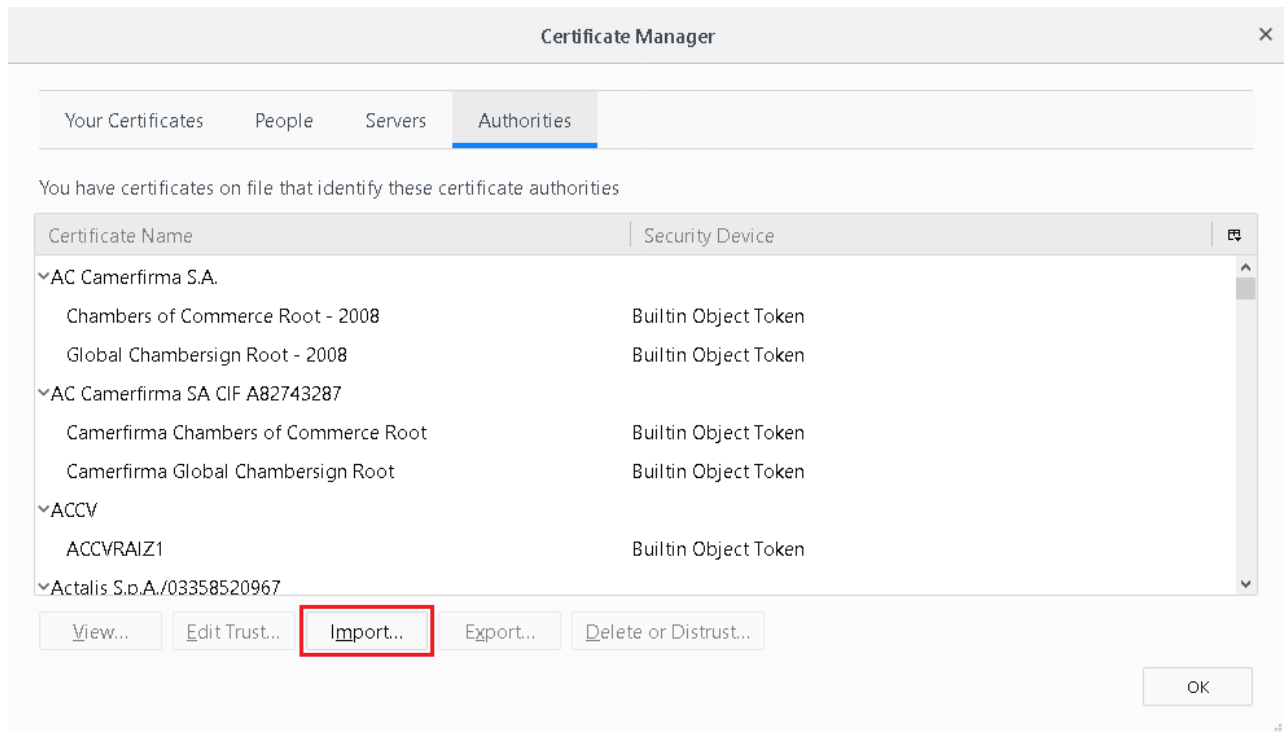 Certificate Manager
Your Certificates People Servers Authorities
You have certificates on file that identify these certificate authorities
Certificate Name Security Device
AC Camerfirma S.A.
Chambers of Commerce Root - 2008 Builtin Object Token
Global Chambersign Root - 2008 Builtin Object Token
AC Camerfirma SA CIF A82743287
Camerfirma Chambers of Commerce Root Builtin Object Token
Camerfirma Global Chambersign Root Builtin Object Token
ACCV
ACCVRAIZ1 Builtin Object Token
Actalis S.p.A./03358520967
View... Edit Trust... Import... Export... Delete or Distrust...
OK